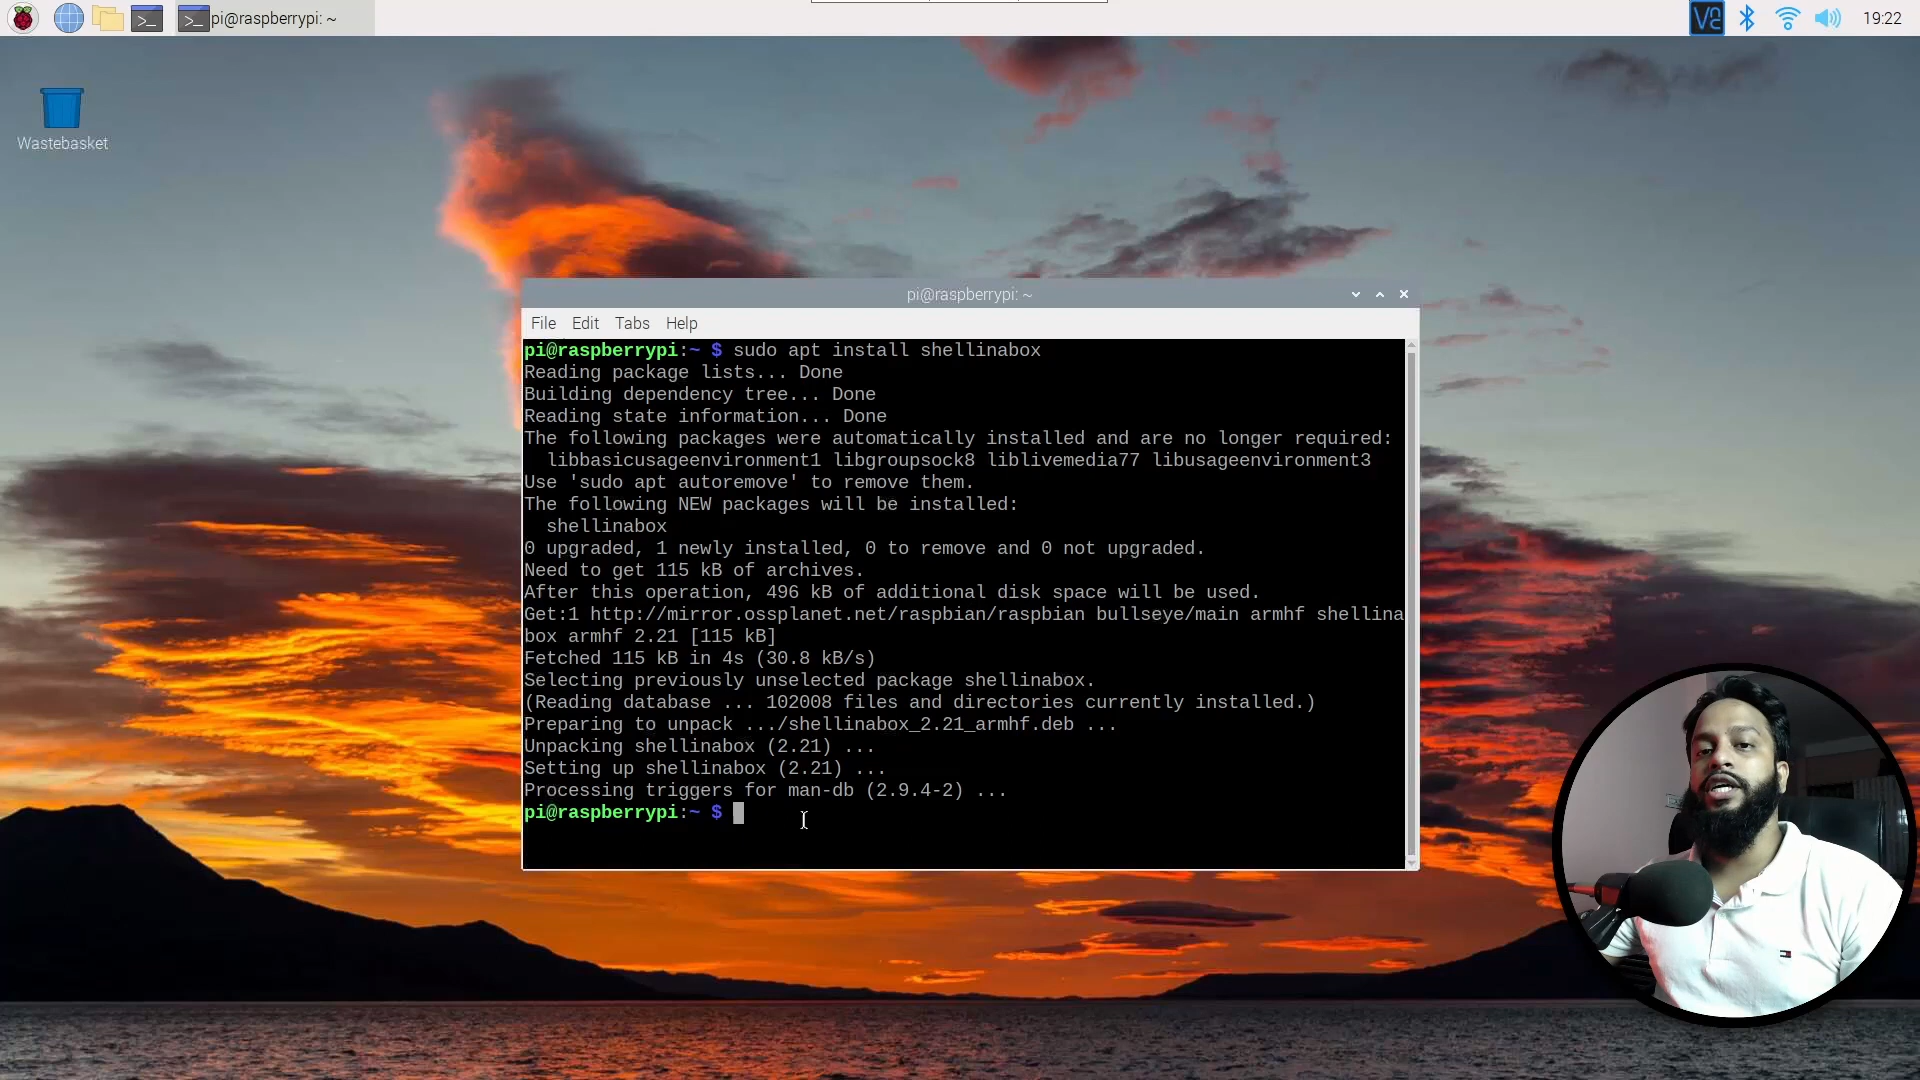 pi@raspberrypi: ~
VNC
19:22
Wastebasket
pi@raspberrypi: ~
File Edit Tabs Help
pi@raspberrypi:~ $ sudo apt install shellinabox
Reading package lists... Done
Building dependency tree... Done
Reading state information... Done
The following packages were automatically installed and are no longer required:
libbasicusageenvironment1 libgroupsock8 liblivemedia77 libusageenvironment3
Use 'sudo apt autoremove' to remove them.
The following NEW packages will be installed:
shellinabox
0 upgraded, 1 newly installed, 0 to remove and 0 not upgraded.
Need to get 115 kB of archives.
After this operation, 496 kB of additional disk space will be used.
Get:1 http://mirror.ossplanet.net/raspbian/raspbian bullseye/main armhf shellina
box armhf 2.21 [115 kB]
Fetched 115 kB in 4s (30.8 kB/s)
Selecting previously unselected package shellinabox.
(Reading database ... 102008 files and directories currently installed.)
Preparing to unpack .../shellinabox_2.21_armhf.deb ...
Unpacking shellinabox (2.21) ...
Setting up shellinabox (2.21) ...
Processing triggers for man-db (2.9.4-2) ...
pi@raspberrypi:~ $